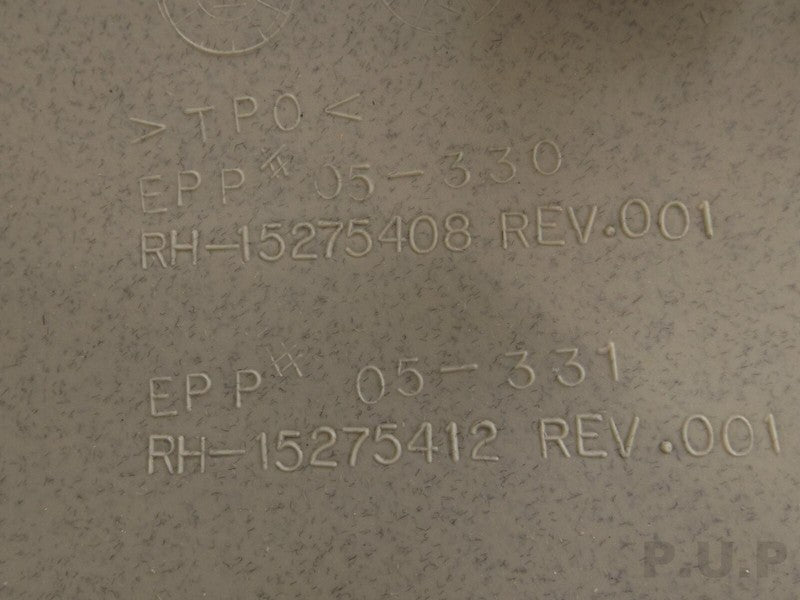 >TPO<
EPP# 05-330
RH-15275408 REV.001
EPP# 05-331
RH-15275412 REV.001
P.U.P